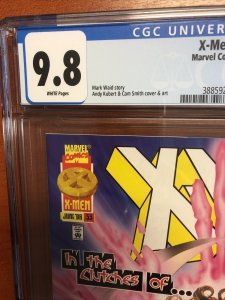 CGC UNIVER
9.8
WHITE Pages
X-Me
Marvel Co
Mark Waid story
Andy Kubert & Cam Smith cover & art
388592
MARVEL
COMICS
X-MEN
53
X
In the
Clutches of...